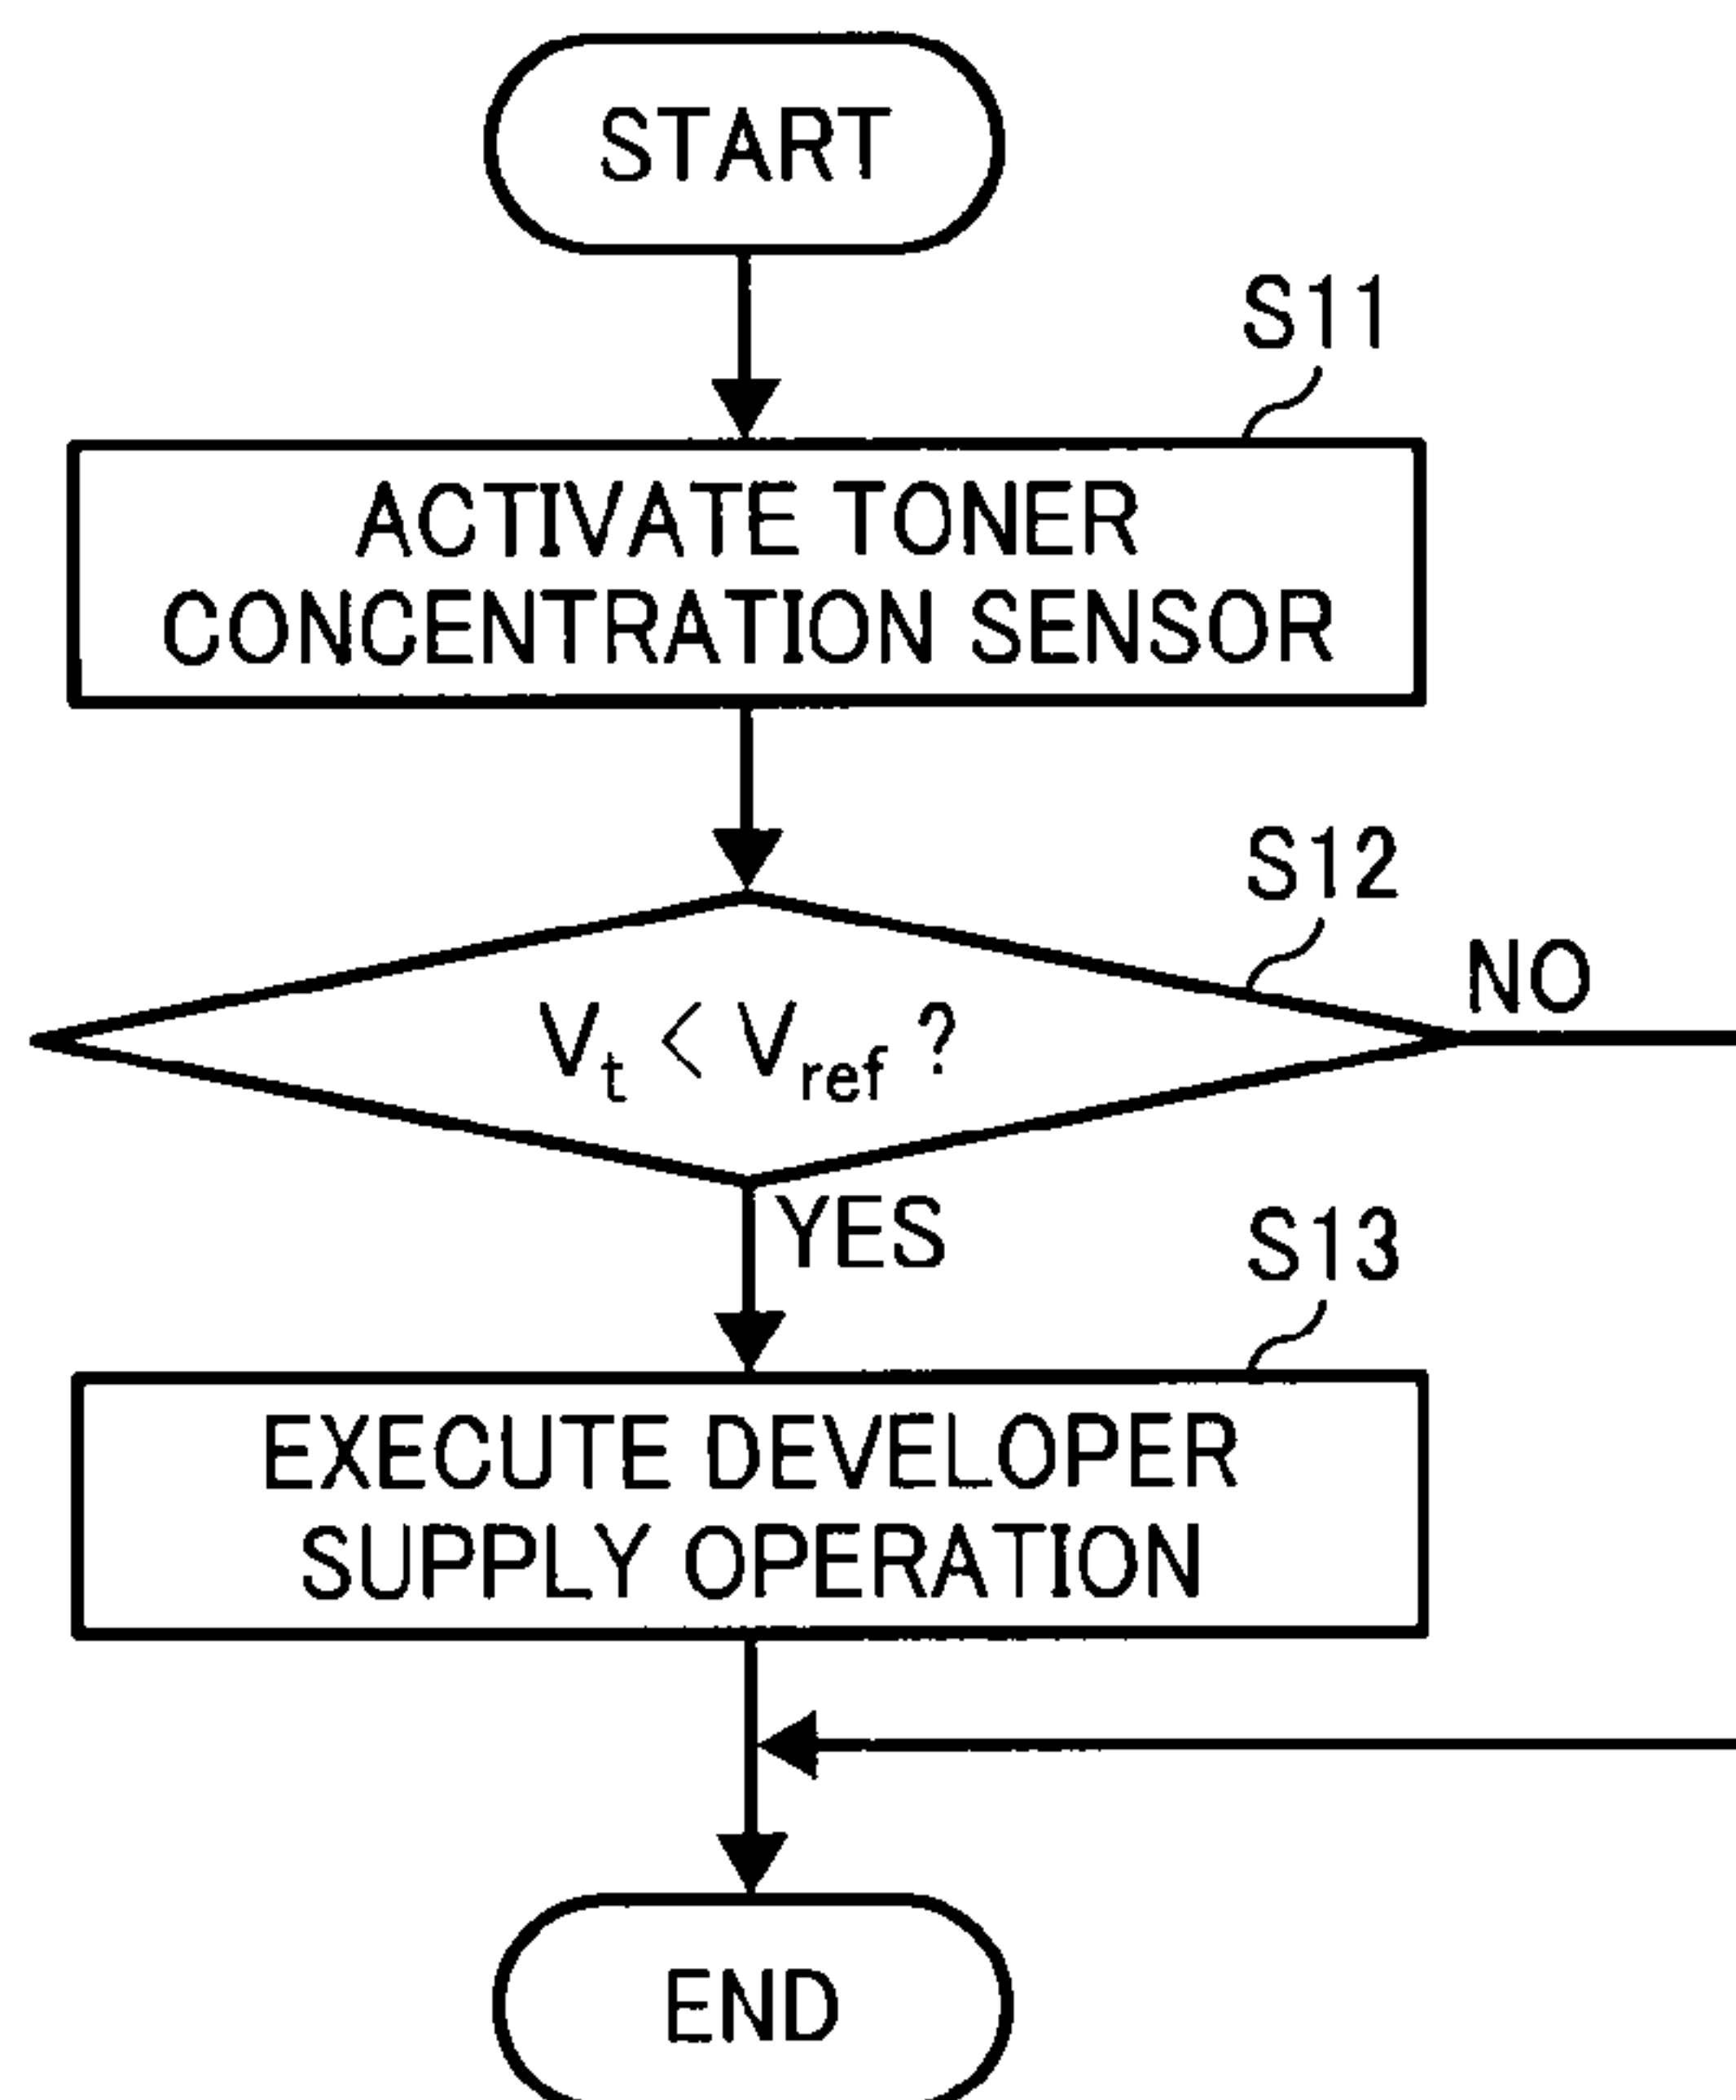 START
S11
ACTIVATE TONER
CONCENTRATION SENSOR
S12
NO
Vt < Vref ?
YES
S13
EXECUTE DEVELOPER
SUPPLY OPERATION
END